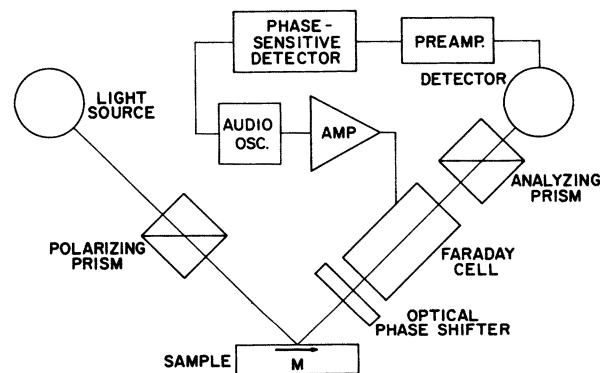 PHASE-
SENSITIVE
DETECTOR
PREAMP.
DETECTOR
LIGHT
SOURCE
AUDIO
OSC.
AMP
ANALYZING
PRISM
POLARIZING
PRISM
FARADAY
CELL
OPTICAL
PHASE SHIFTER
SAMPLE
M